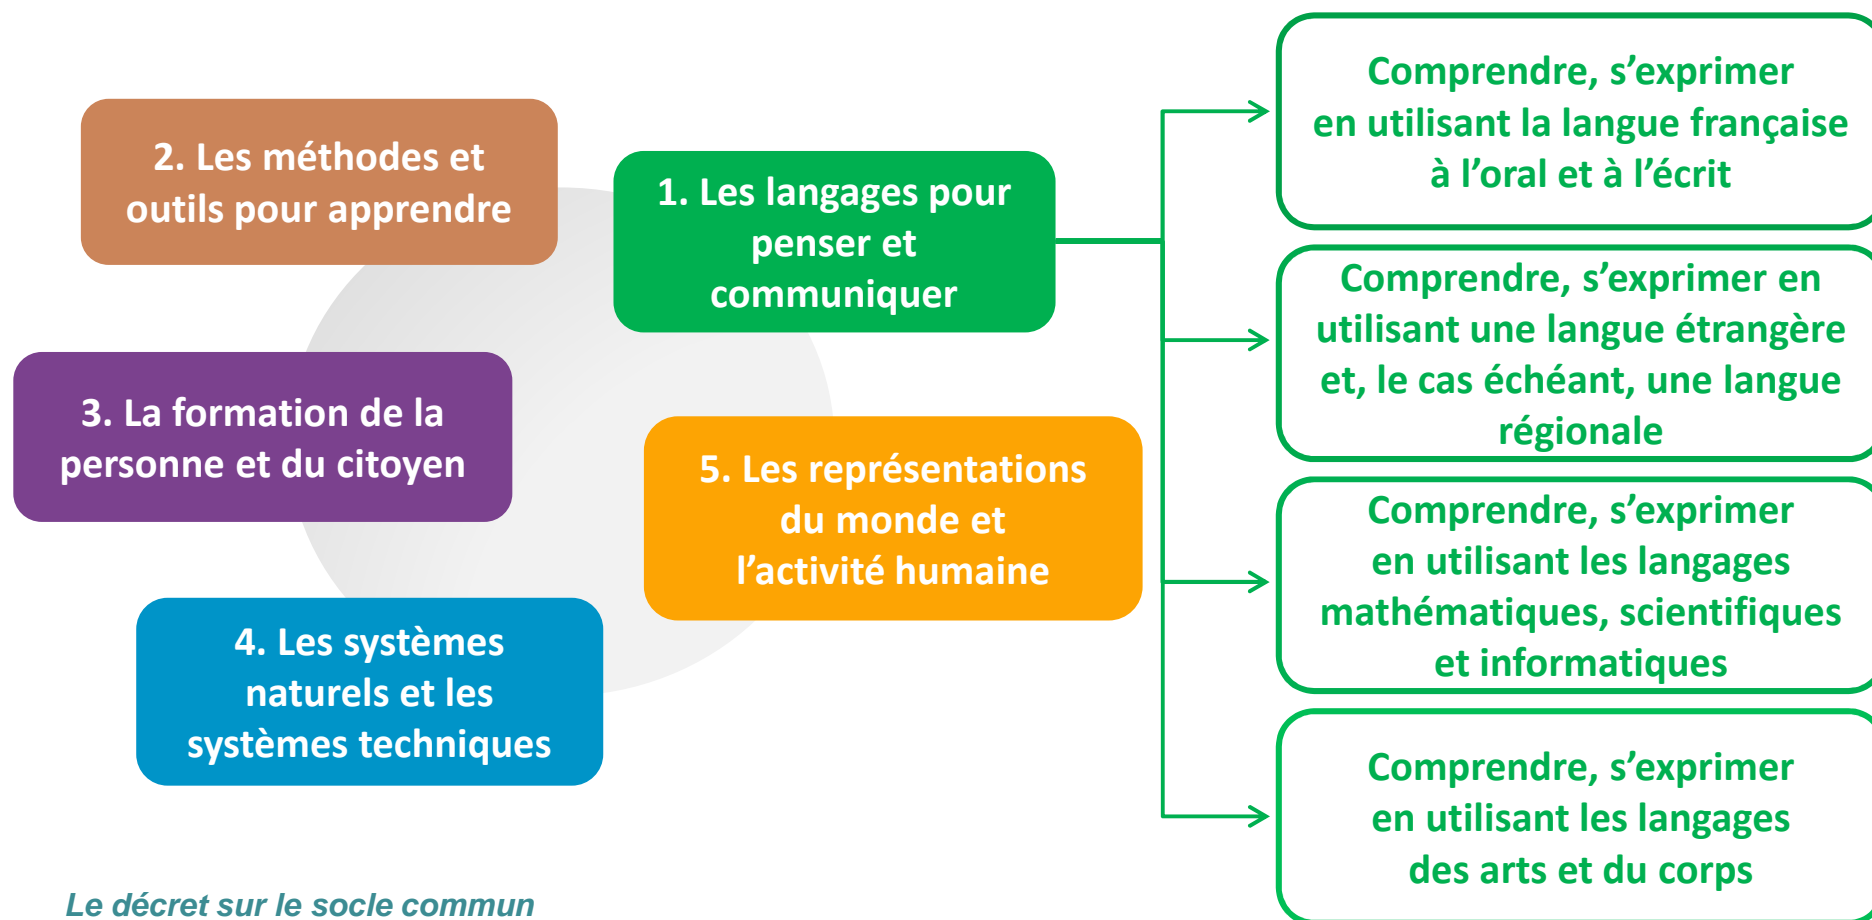 2. Les méthodes et
outils pour apprendre
1. Les langages pour
penser et
communiquer
3. La formation de la
personne et du citoyen
5. Les représentations
du monde et
l’activité humaine
4. Les systèmes
naturels et les
systèmes techniques
Comprendre, s’exprimer
en utilisant la langue française
à l’oral et à l’écrit
Comprendre, s’exprimer en
utilisant une langue étrangère
et, le cas échéant, une langue
régionale
Comprendre, s’exprimer
en utilisant les langages
mathématiques, scientifiques
et informatiques
Comprendre, s’exprimer
en utilisant les langages
des arts et du corps
Le décret sur le socle commun